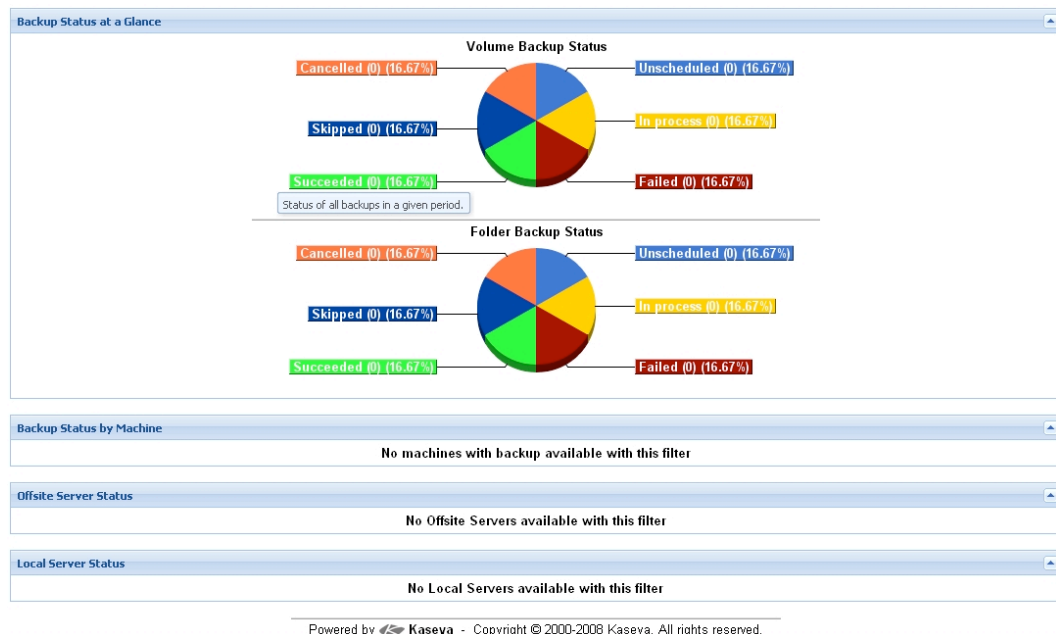 Backup Status at a Glance
Volume Backup Status
Cancelled (0) (16.67%)
Unscheduled (0) (16.67%)
Skipped (0) (16.67%)
In process (0) (16.67%)
Succeeded (0) (16.67%)
Failed (0) (16.67%)
Status of all backups in a given period.
Folder Backup Status
Cancelled (0) (16.67%)
Unscheduled (0) (16.67%)
Skipped (0) (16.67%)
In process (0) (16.67%)
Succeeded (0) (16.67%)
Failed (0) (16.67%)
Backup Status by Machine
No machines with backup available with this filter
Offsite Server Status
No Offsite Servers available with this filter
Local Server Status
No Local Servers available with this filter
Powered by Kaseya - Copyright © 2000-2008 Kaseya. All rights reserved.